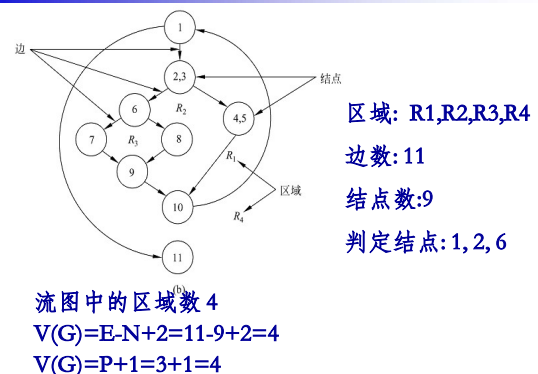 1
边
2,3
结点
6
R2
4,5
7
R3
8
R1
9
区域
10
R4
11
(b)
区域: R1,R2,R3,R4
边数: 11
结点数:9
判定结点: 1, 2, 6
流图中的区域数 4
V(G)=E-N+2=11-9+2=4
V(G)=P+1=3+1=4